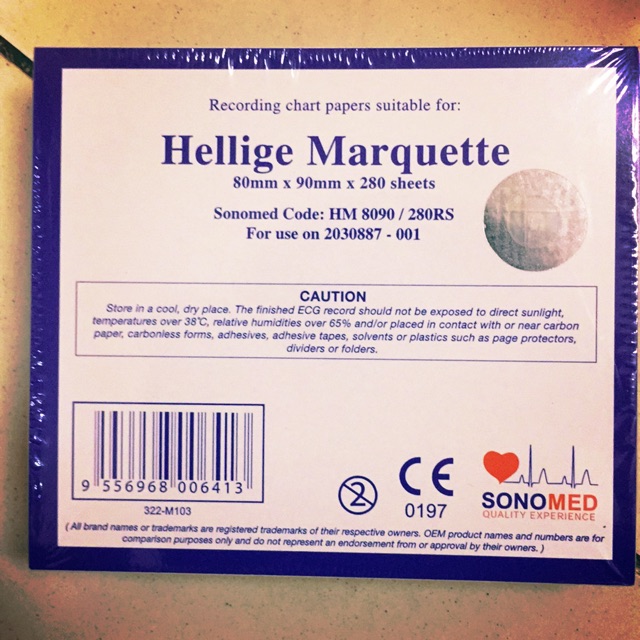 Recording chart papers suitable for:
Hellige Marquette
80mm x 90mm x 280 sheets
Sonomed Code: HM 8090 / 280RS
For use on 2030887 - 001
CAUTION
Store in a cool, dry place. The finished ECG record should not be exposed to direct sunlight,
temperatures over 38°C, relative humidities over 65% and/or placed in contact with or near carbon
paper, carbonless forms, adhesives, adhesive tapes, solvents or plastics such as page protectors,
dividers or folders.
9 556968 006413
322-M103
2
CE
0197
SONOMED
QUALITY EXPERIENCE
( All brand names or trademarks are registered trademarks of their respective owners. OEM product names and numbers are for
comparison purposes only and do not represent an endorsement from or approval by their owners. )